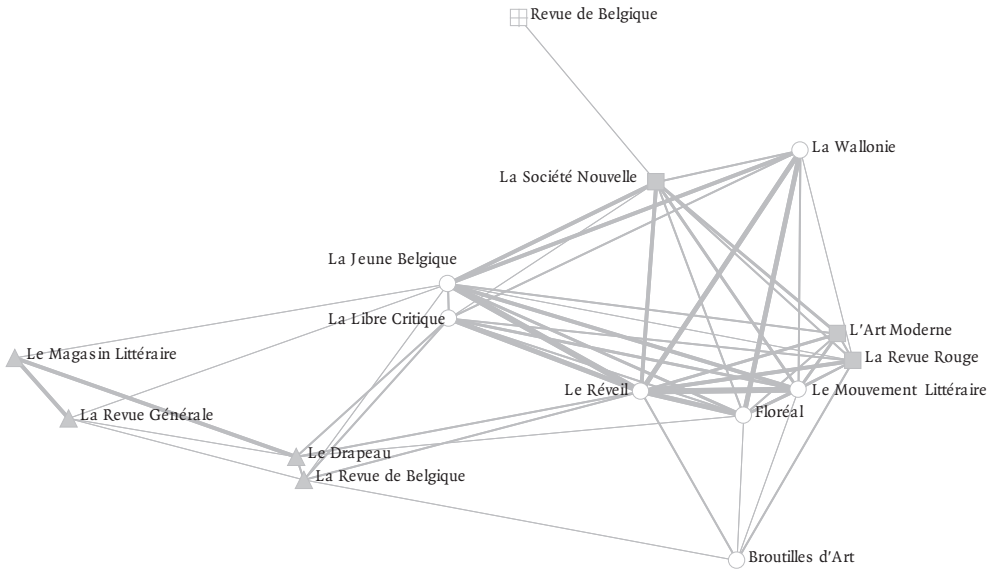 Revue de Belgique
La Wallonie
La Société Nouvelle
La Jeune Belgique
La Libre Critique
L'Art Moderne
Le Magasin Littéraire
La Revue Rouge
Le Réveil
Le Mouvement Littéraire
Floréal
La Revue Générale
Le Drapeau
La Revue de Belgique
Broutilles d'Art